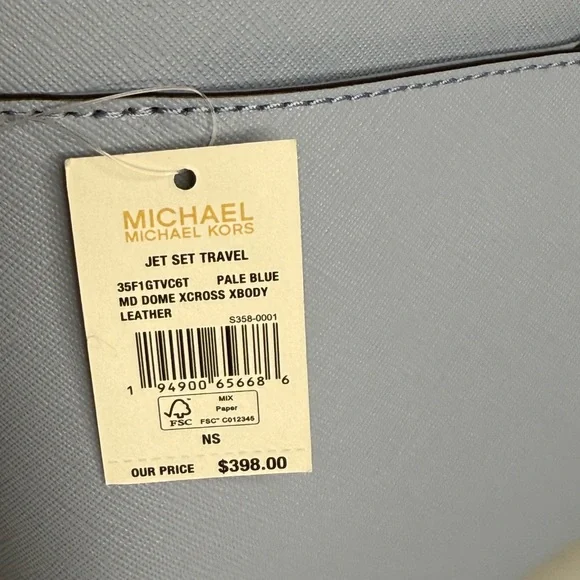 MICHAEL
MICHAEL KORS
JET SET TRAVEL
35F1GTVC6T PALE BLUE
MD DOME XCROSS XBODY
LEATHER
S358-0001
1 94900 65668 6
FSC
MIX
Paper
FSC™ C012345
NS
OUR PRICE $398.00